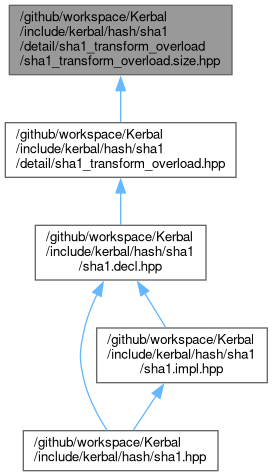 /github/workspace/Kerbal
/include/kerbal/hash/sha1
/detail/sha1_transform_overload
/sha1_transform_overload.size.hpp
/github/workspace/Kerbal
/include/kerbal/hash/sha1
/detail/sha1_transform_overload.hpp
/github/workspace/Kerbal
/include/kerbal/hash/sha1
/sha1.decl.hpp
/github/workspace/Kerbal
/include/kerbal/hash/sha1
/sha1.impl.hpp
/github/workspace/Kerbal
/include/kerbal/hash/sha1.hpp